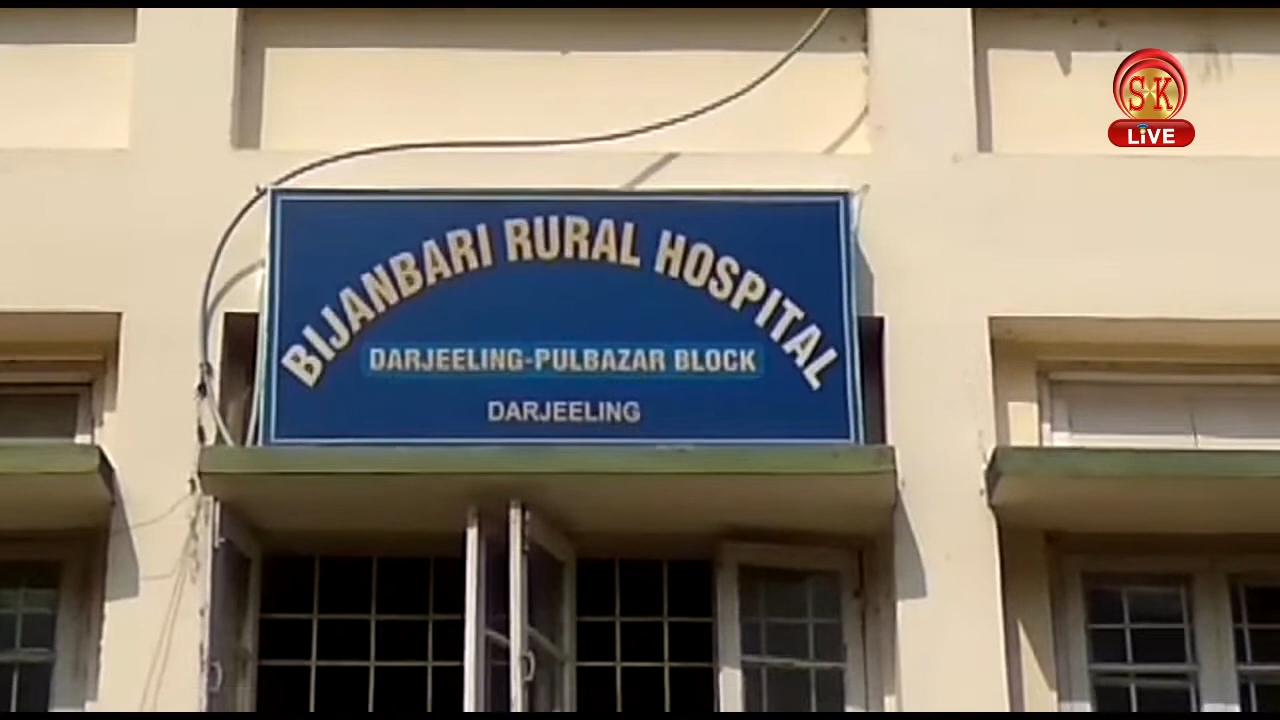 SK
LiVE
BIJANBARI RURAL HOSPITAL
DARJEELING-PULBAZAR BLOCK
DARJEELING